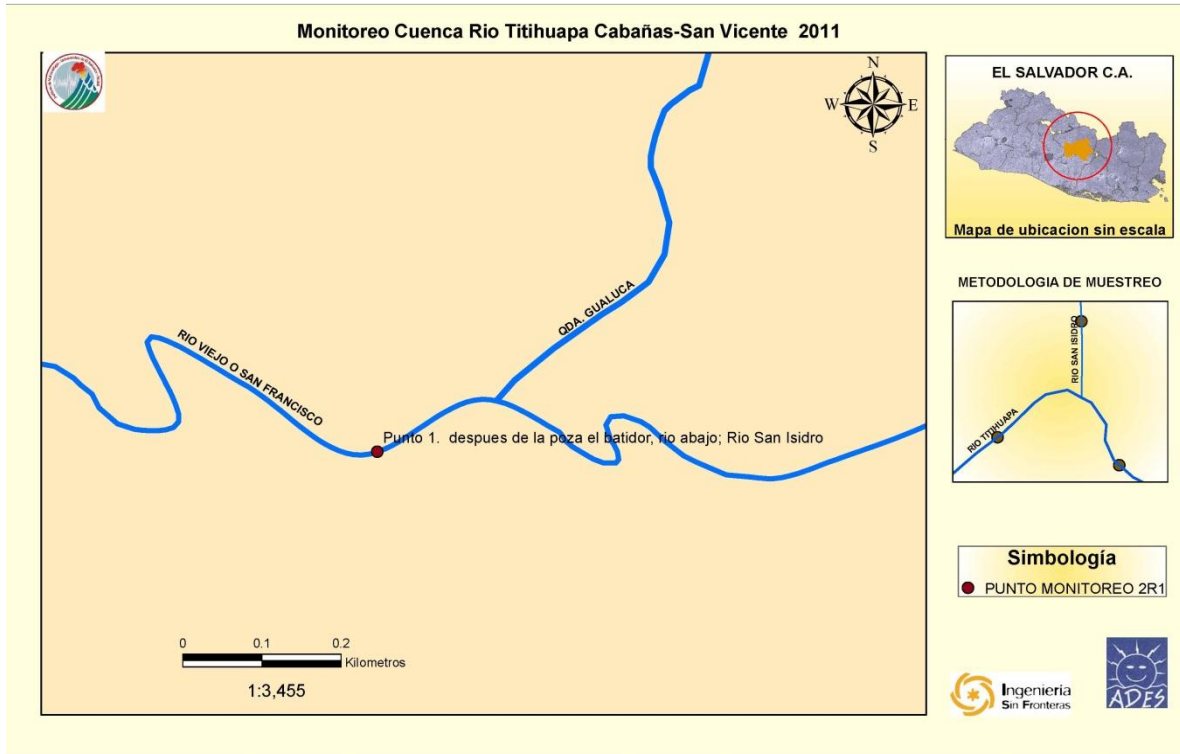 Monitoreo Cuenca Rio Titihuapa Cabañas-San Vicente 2011
N
W
E
S
RIO VIEJO O SAN FRANCISCO
QDA. GUALUCA
Punto 1. despues de la poza el batidor, rio abajo; Rio San Isidro
0 0.1 0.2
Kilometros
1:3,455
EL SALVADOR C.A.
Mapa de ubicacion sin escala
METODOLOGIA DE MUESTREO
RIO SAN ISIDRO
RIO TITIHUAPA
Simbología
PUNTO MONITOREO 2R1
Ingeniería
Sin Fronteras
ADES